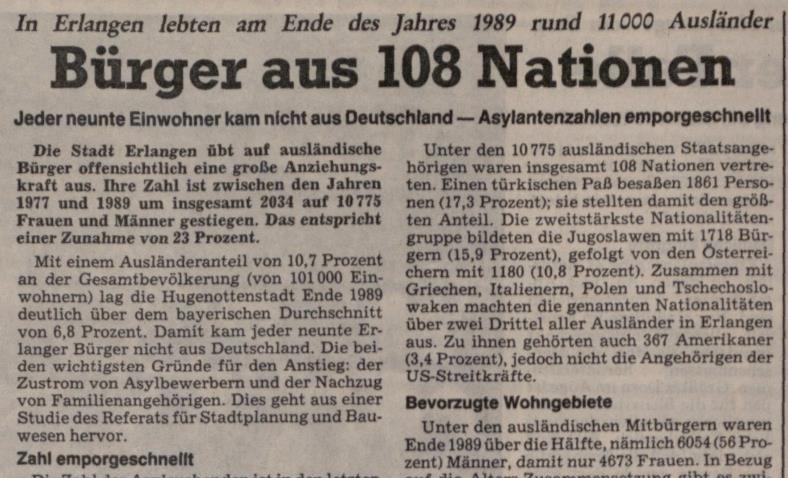 In Erlangen lebten am Ende des Jahres 1989 rund 11 000 Ausländer
Bürger aus 108 Nationen
Jeder neunte Einwohner kam nicht aus Deutschland — Asylantenzahlen emporgeschnellt
Die Stadt Erlangen übt auf ausländische
Bürger offensichtlich eine große Anziehungs-
kraft aus. Ihre Zahl ist zwischen den Jahren
1977 und 1989 um insgesamt 2034 auf 10 775
Frauen und Männer gestiegen. Das entspricht
einer Zunahme von 23 Prozent.
Mit einem Ausländeranteil von 10,7 Prozent
an der Gesamtbevölkerung (von 101 000 Ein-
wohnern) lag die Hugenottenstadt Ende 1989
deutlich über dem bayerischen Durchschnitt
von 6,8 Prozent. Damit kam jeder neunte Er-
langer Bürger nicht aus Deutschland. Die bei-
den wichtigsten Gründe für den Anstieg: der
Zustrom von Asylbewerbern und der Nachzug
von Familienangehörigen. Dies geht aus einer
Studie des Referats für Stadtplanung und Bau-
wesen hervor.
Zahl emporgeschnellt
Unter den 10 775 ausländischen Staatsange-
hörigen waren insgesamt 108 Nationen vertre-
ten. Einen türkischen Paß besaßen 1861 Perso-
nen (17,3 Prozent); sie stellten damit den größ-
ten Anteil. Die zweitstärkste Nationalitäten-
gruppe bildeten die Jugoslawen mit 1718 Bür-
gern (15,9 Prozent), gefolgt von den Österrei-
chern mit 1180 (10,8 Prozent). Zusammen mit
Griechen, Italienern, Polen und Tschechoslo-
waken machten die genannten Nationalitäten
über zwei Drittel aller Ausländer in Erlangen
aus. Zu ihnen gehörten auch 367 Amerikaner
(3,4 Prozent), jedoch nicht die Angehörigen der
US-Streitkräfte.
Bevorzugte Wohngebiete
Unter den ausländischen Mitbürgern waren
Ende 1989 über die Hälfte, nämlich 6054 (56 Pro-
zent) Männer, damit nur 4673 Frauen. In Bezug